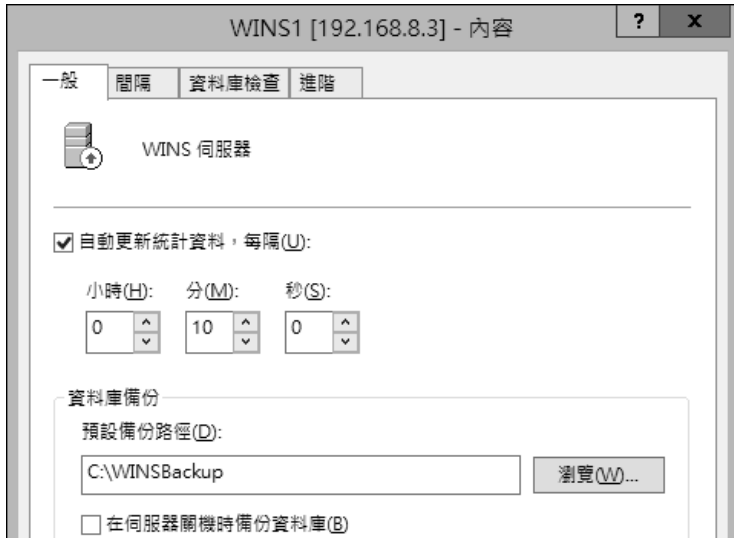 WINS1 [192.168.8.3] - 內容
? x
一般 間隔 資料庫檢查 進階
WINS 伺服器
自動更新統計資料，每隔(U):
小時(H): 分(M): 秒(S):
0 10 0
資料庫備份
預設備份路徑(D):
C:\WINSBackup 瀏覽(W)...
在伺服器關機時備份資料庫(B)